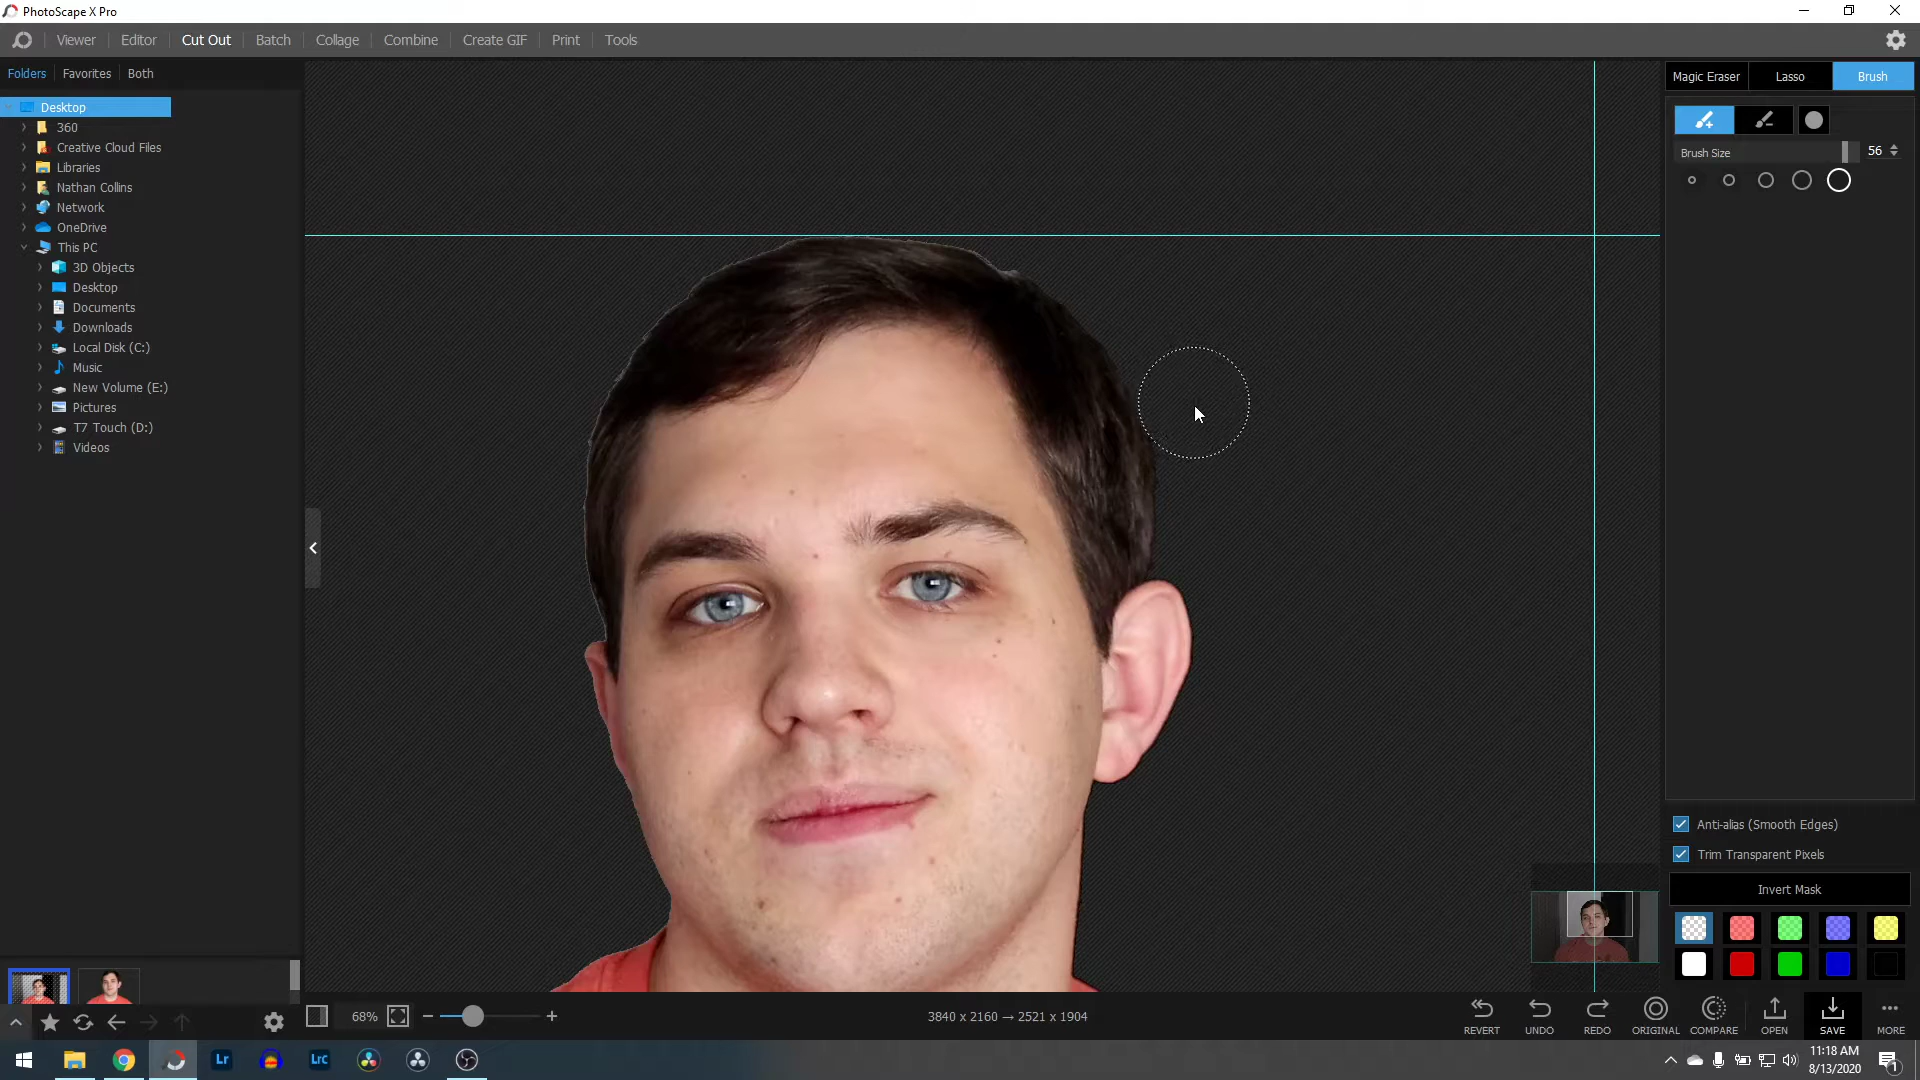 PhotoScape X Pro
Viewer Editor Cut Out Batch Collage Combine Create GIF Print Tools
Folders Favorites Both
Magic Eraser Lasso Brush
Desktop
360
Creative Cloud Files
Libraries
Nathan Collins
Network
OneDrive
This PC
3D Objects
Desktop
Documents
Downloads
Local Disk (C:)
Music
New Volume (E:)
Pictures
T7 Touch (D:)
Videos
Brush Size 56
Anti-alias (Smooth Edges)
Trim Transparent Pixels
Invert Mask
68%
3840 x 2160 → 2521 x 1904
REVERT UNDO REDO ORIGINAL COMPARE OPEN SAVE MORE
Lr Lrc
11:18 AM
8/13/2020
1